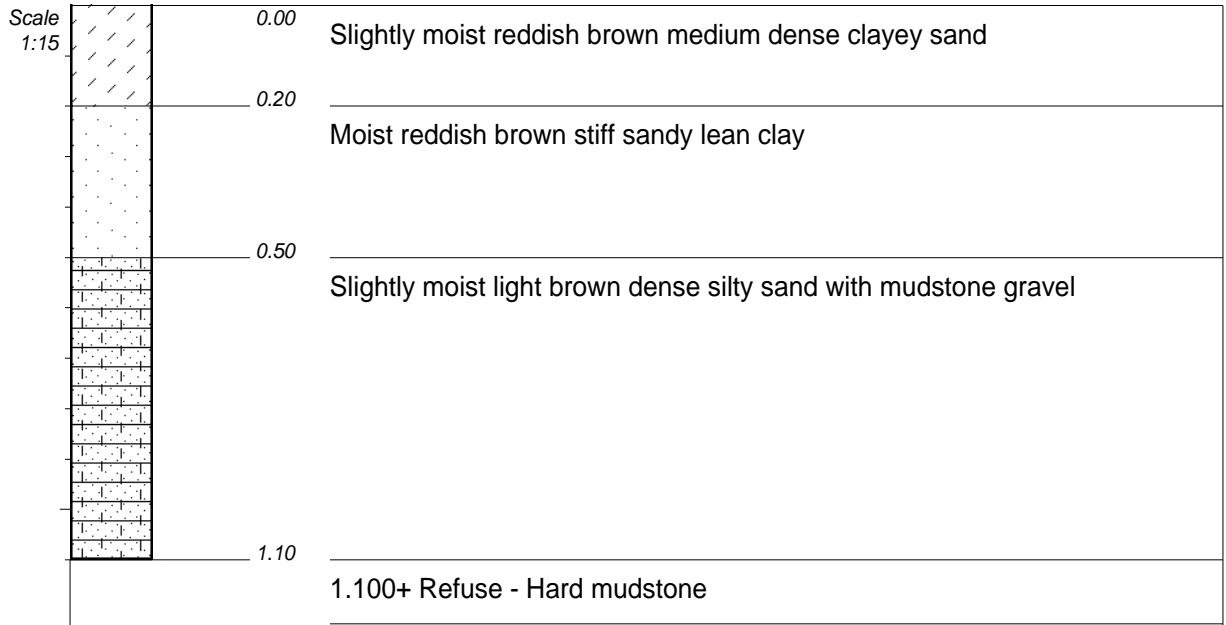 Scale
1:15
0.00
Slightly moist reddish brown medium dense clayey sand
0.20
Moist reddish brown stiff sandy lean clay
0.50
Slightly moist light brown dense silty sand with mudstone gravel
1.10
1.100+ Refuse - Hard mudstone